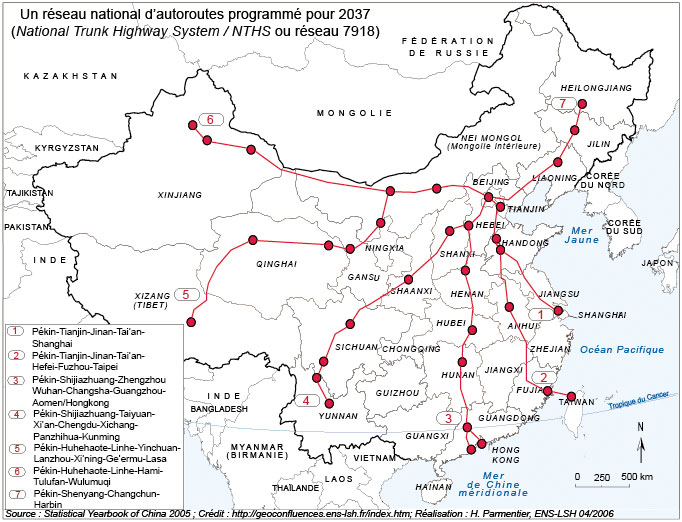 Un réseau national d'autoroutes programmé pour 2037
(National Trunk Highway System / NTHS ou réseau 7918)
FÉDÉRATION
DE RUSSIE
KAZAKHSTAN
HEILONGJIANG
7
6
MONGOLIE
NEI MONGOL
(Mongolie Intérieure)
JILIN
KYRGYZSTAN
LIAONING
CORÉE
DU NORD
BEIJING
TAJIKISTAN
XINJIANG
TIANJIN
PAKISTAN
HEBEI
CORÉE
DU SUD
Mer
Jaune
NINGXIA
SHANXI
HANDONG
INDE
QINGHAI
JAPON
GANSU
SHAANXI
XIZANG
(TIBET)
5
HENAN
JIANGSU
1
SHANGHAI
ANHUI
HUBEI
SICHUAN
CHONGQING
ZHEJIAN
Océan Pacifique
HUNAN
JIANGXI
2
FUJIAN
4
YUNNAN
GUIZHOU
TAIWAN
Tropique du Cancer
3
GUANGDONG
GUANGXI
INDE
BANGLADESH
HONG
KONG
N
MYANMAR
(BIRMANIE)
VIETNAM
LAOS
THAÏLANDE
HAINAN
Mer
de Chine
méridionale
0 250 500 km
1 Pékin-Tianjin-Jinan-Tai'an-
Shanghai
2 Pékin-Tianjin-Jinan-Tai'an-
Hefei-Fuzhou-Taipei
3 Pékin-Shijiazhuang-Zhengzhou
Wuhan-Changsha-Guangzhou-
Aomen/Hongkong
4 Pékin-Shijiazhuang-Taiyuan-
Xi'an-Chengdu-Xichang-
Panzhihua-Kunming
5 Pékin-Huhehaote-Linhe-Yinchuan-
Lanzhou-Xi'ning-Ge'ermu-Lasa
6 Pékin-Huhehaote-Linhe-Hami-
Tulufan-Wulumuqi
7 Pékin-Shenyang-Changchun-
Harbin
Source : Statistical Yearbook of China 2005 ; Crédit : http://geoconfluences.ens-lsh.fr/index.htm; Réalisation : H. Parmentier, ENS-LSH 04/2006